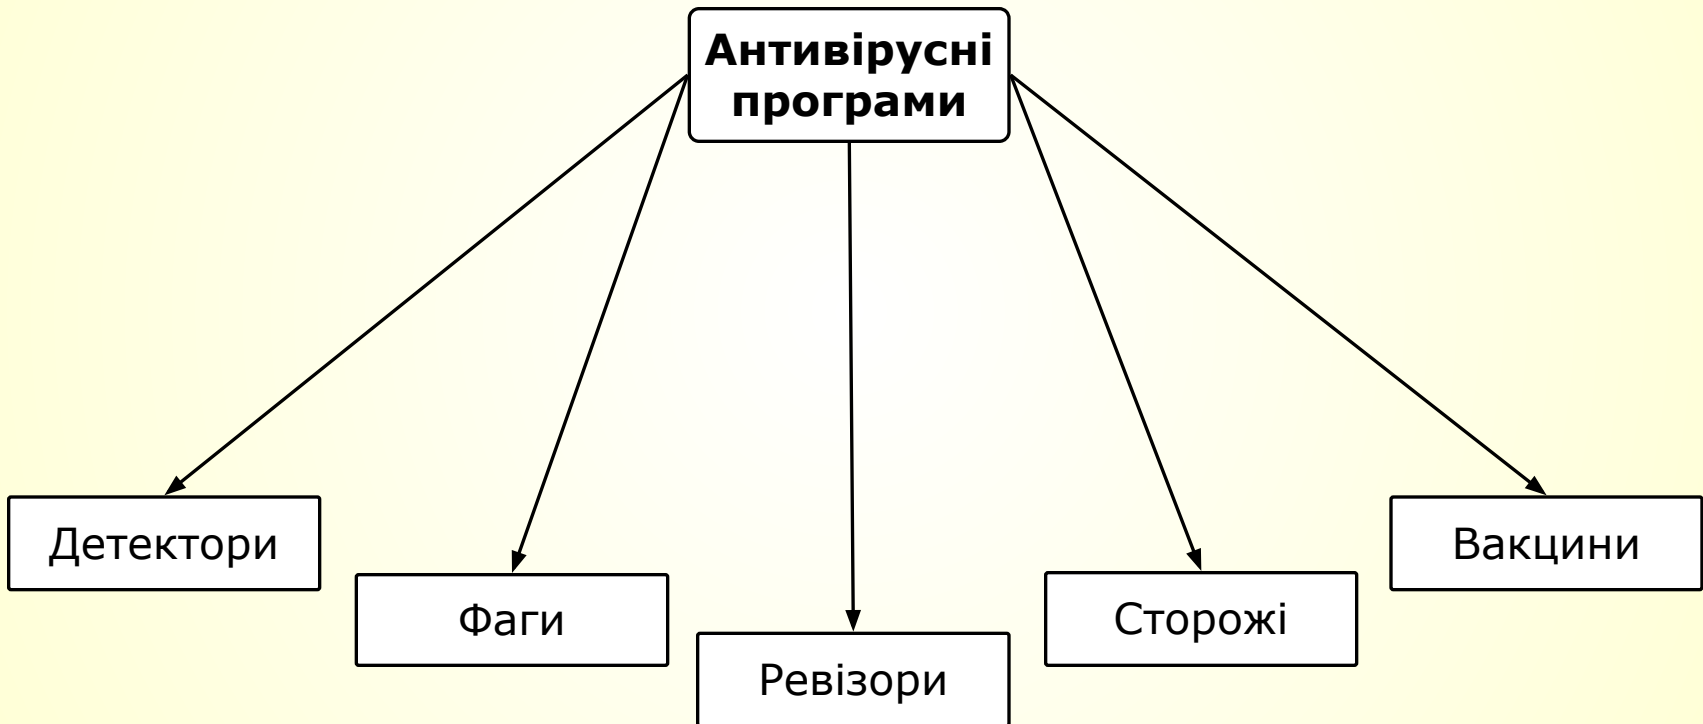 Антивірусні
програми
Детектори
Фаги
Ревізори
Сторожі
Вакцини